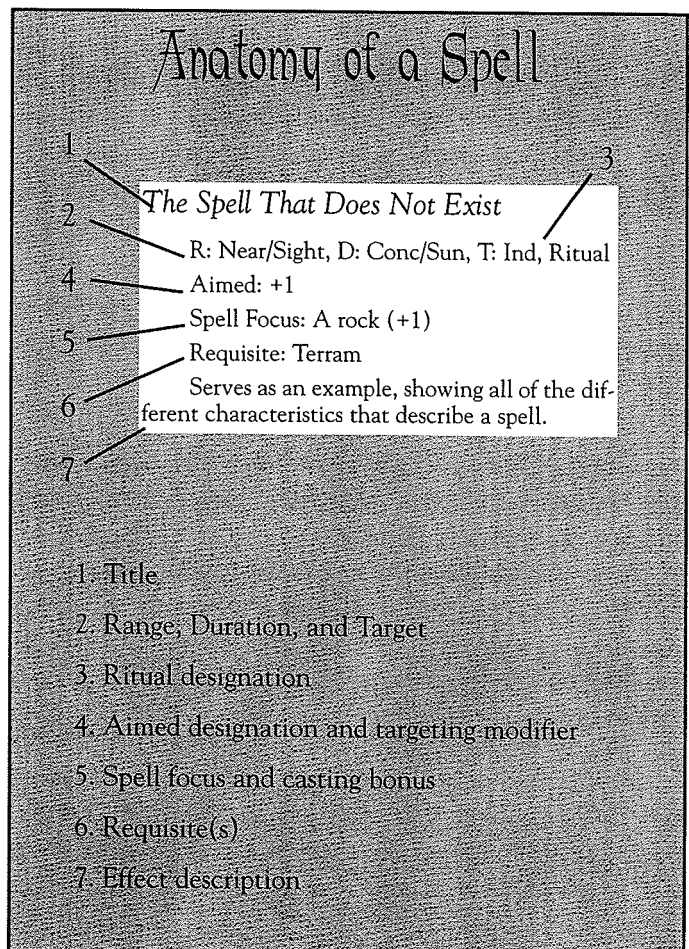 Anatomy of a Spell
1
3
The Spell That Does Not Exist
2
R: Near/Sight, D: Conc/Sun, T: Ind, Ritual
4
Aimed: +1
5
Spell Focus: A rock (+1)
Requisite: Terram
6
Serves as an example, showing all of the dif-
ferent characteristics that describe a spell.
7
1. Title
2. Range, Duration, and Target
3. Ritual designation
4. Aimed designation and targeting modifier
5. Spell focus and casting bonus
6. Requisite(s)
7. Effect description